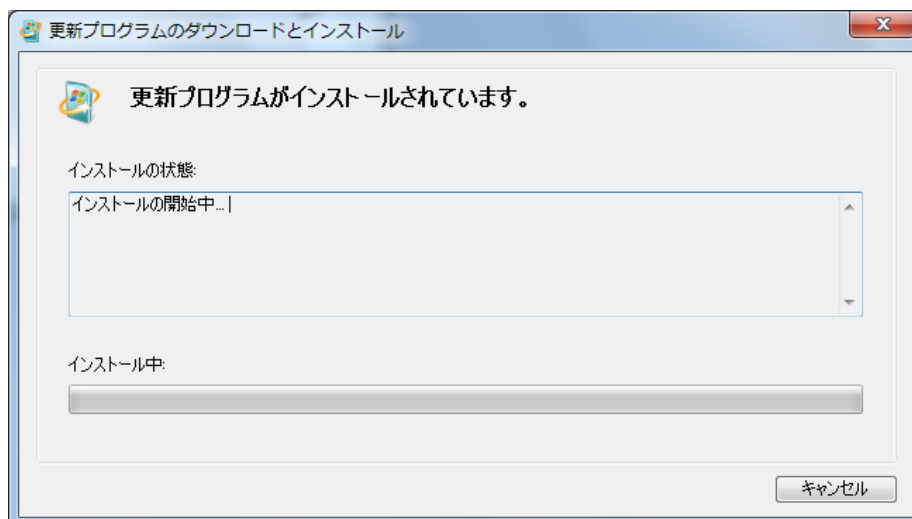 更新プログラムのダウンロードとインストール
更新プログラムがインストールされています。
インストールの状態:
インストールの開始中...
インストール中:
キャンセル